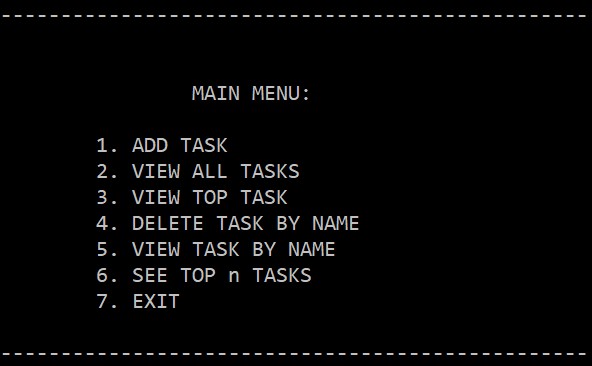 -------------------------------------------------
MAIN MENU:
1. ADD TASK
2. VIEW ALL TASKS
3. VIEW TOP TASK
4. DELETE TASK BY NAME
5. VIEW TASK BY NAME
6. SEE TOP n TASKS
7. EXIT
-------------------------------------------------